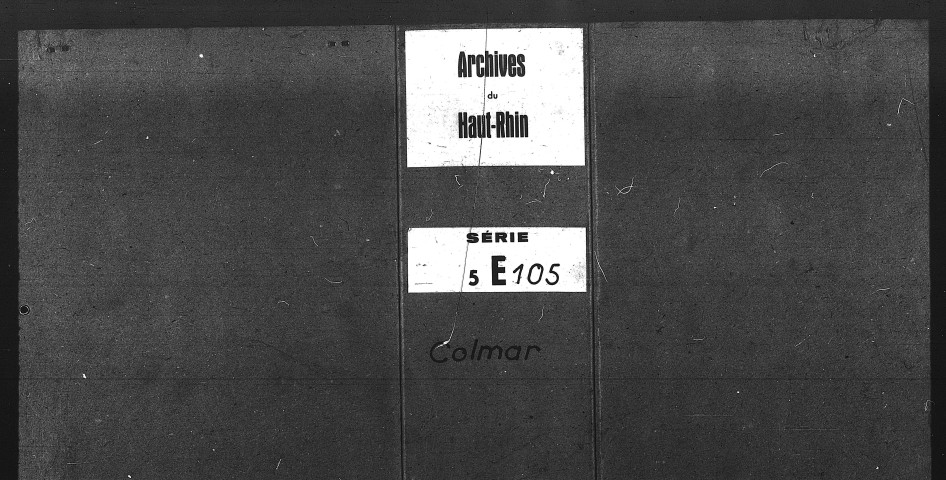 Archives
du
Haut-Rhin
SÉRIE
5 E 105
Colmar